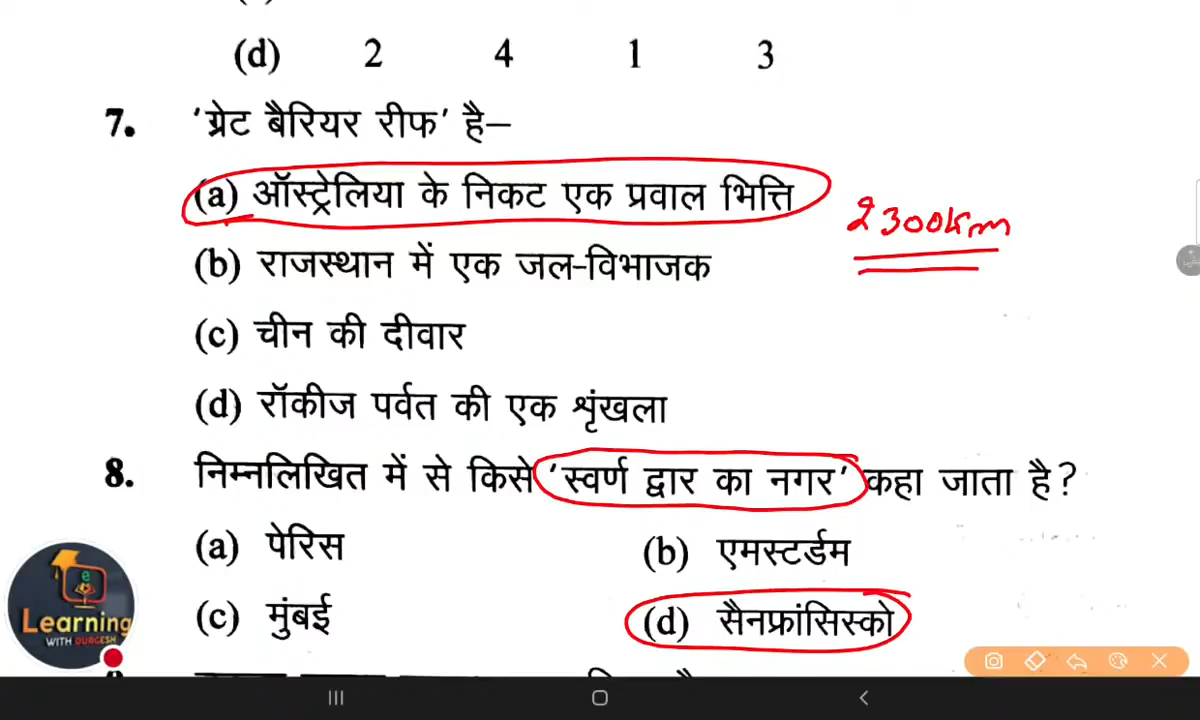 (d) 2 4 1 3
7. 'ग्रेट बैरियर रीफ' है–
(a) ऑस्ट्रेलिया के निकट एक प्रवाल भित्ति
2300km
(b) राजस्थान में एक जल-विभाजक
(c) चीन की दीवार
(d) रॉकीज पर्वत की एक शृंखला
8. निम्नलिखित में से किसे 'स्वर्ण द्वार का नगर' कहा जाता है?
(a) पेरिस (b) एमस्टर्डम
(c) मुंबई (d) सैनफ्रांसिस्को
e
Learning
WITH DURGESH